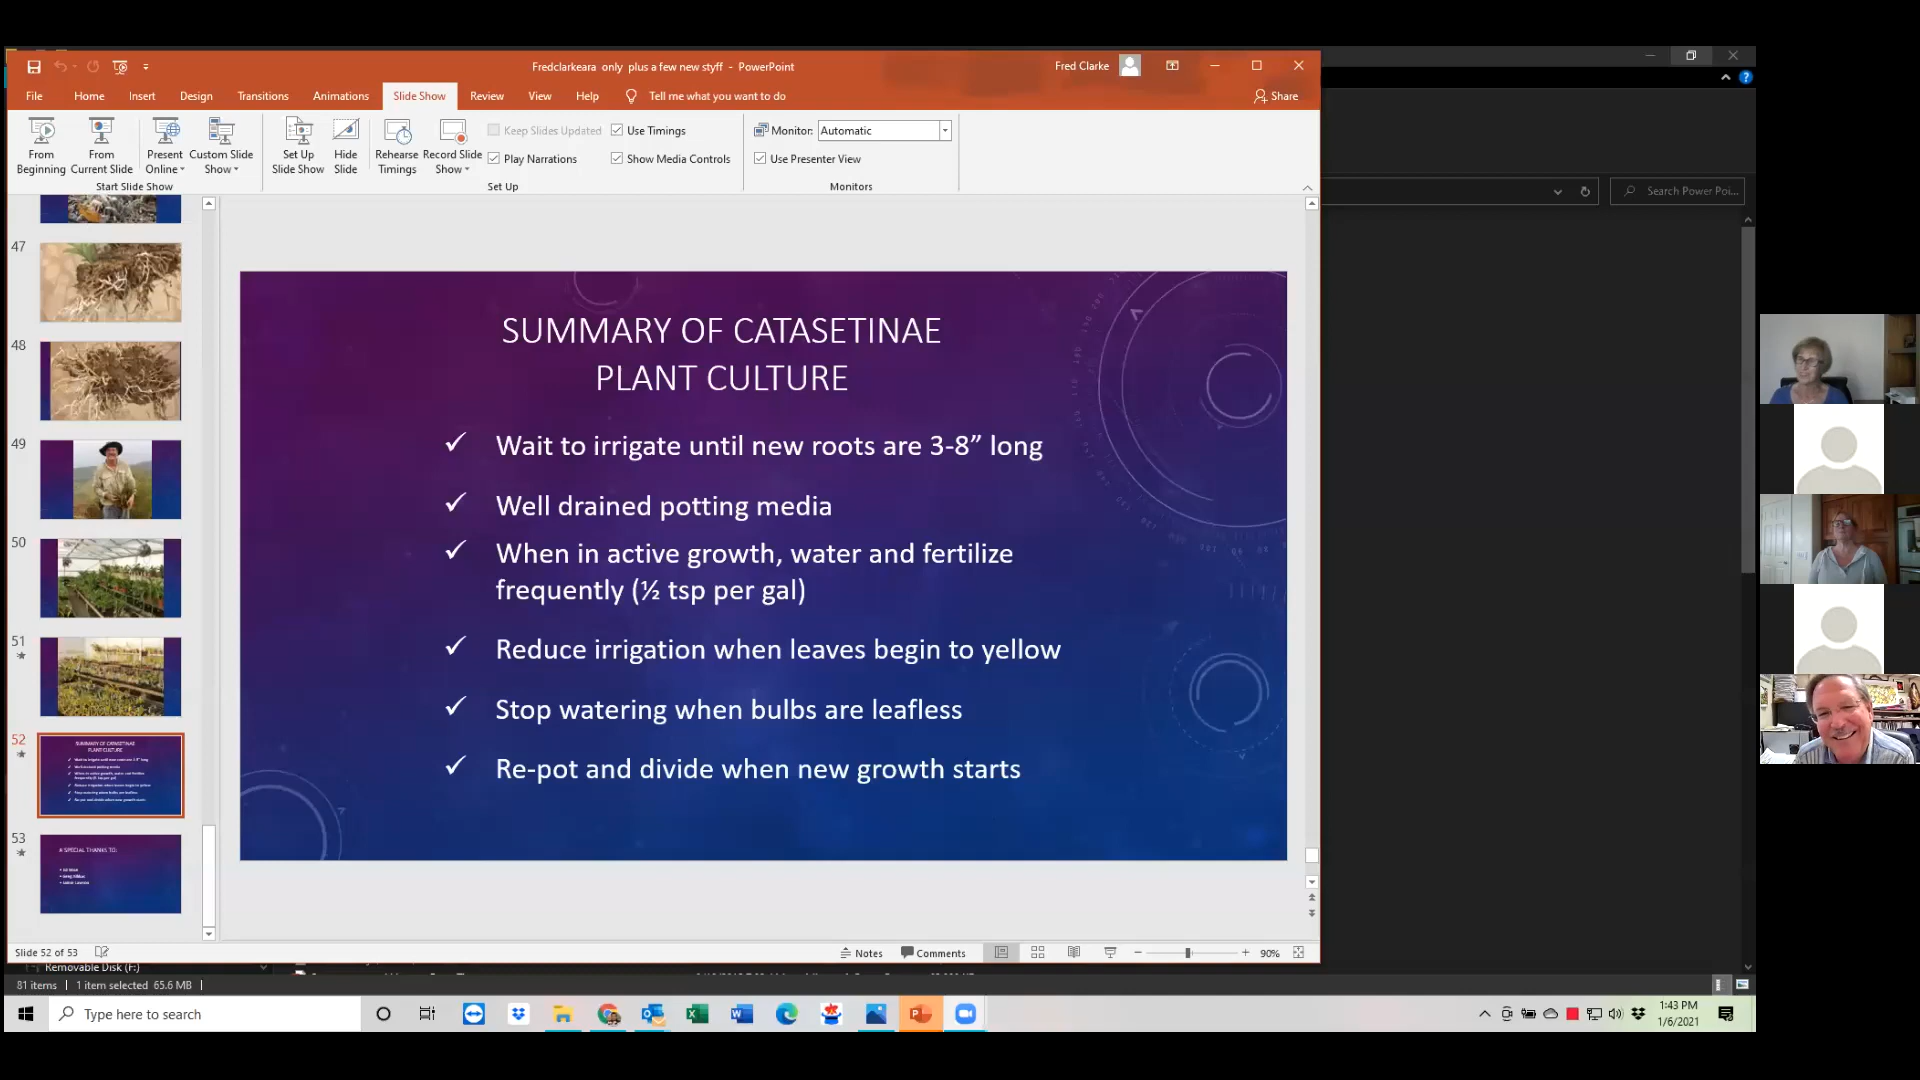 Fredclarkeara only plus a few new styff - PowerPoint
Fred Clarke
File Home Insert Design Transitions Animations Slide Show Review View Help Tell me what you want to do
Share
From Beginning
From Current Slide
Present Online
Custom Slide Show
Start Slide Show
Set Up Slide Show
Hide Slide
Rehearse Timings
Record Slide Show
Keep Slides Updated
Play Narrations
Use Timings
Show Media Controls
Set Up
Monitor: Automatic
Use Presenter View
Monitors
Search Power Poi...
47
48
49
50
51
52
53
SUMMARY OF CATASETINAE
PLANT CULTURE
✓ Wait to irrigate until new roots are 3-8” long
✓ Well drained potting media
✓ When in active growth, water and fertilize
frequently (½ tsp per gal)
✓ Reduce irrigation when leaves begin to yellow
✓ Stop watering when bulbs are leafless
✓ Re-pot and divide when new growth starts
SUMMARY OF CATASETINAE
PLANT CULTURE
# SPECIAL THANKS TO:
Slide 52 of 53
Notes
Comments
90%
Removable Disk (F:)
81 items 1 item selected 65.6 MB
Type here to search
1:43 PM
1/6/2021